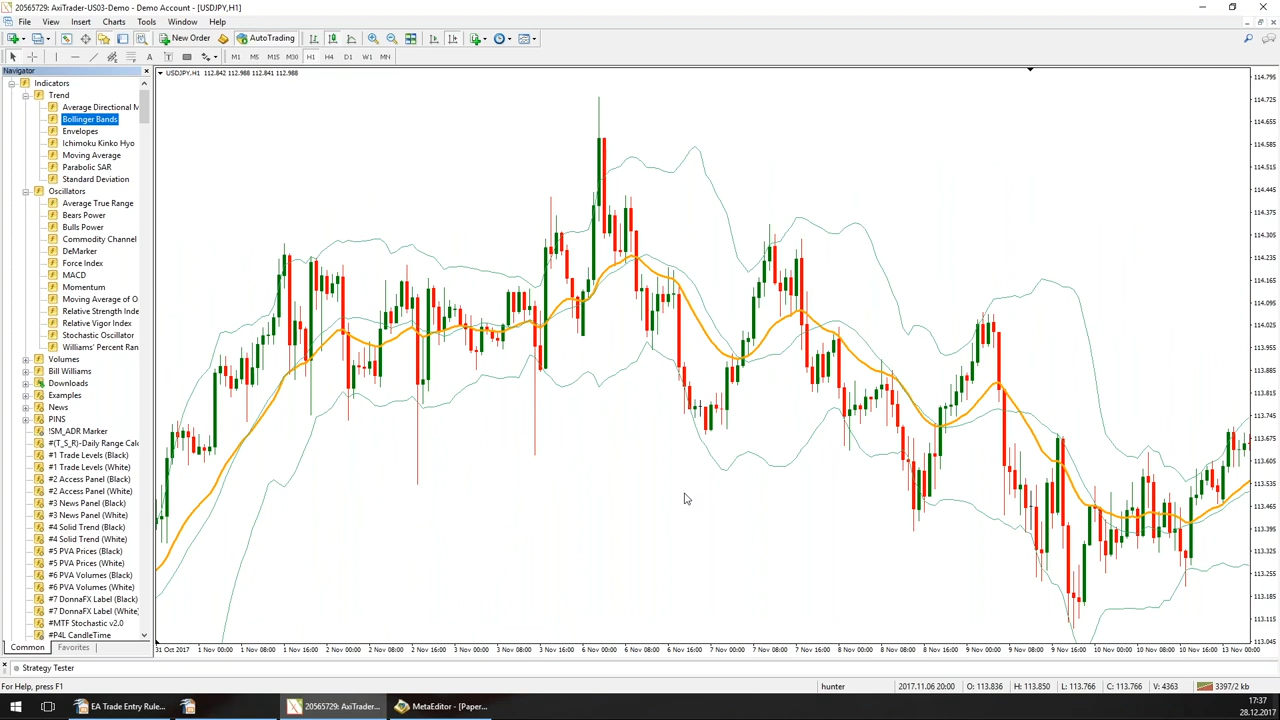 20565729: AxiTrader-US03-Demo - Demo Account - [USDJPY,H1]
File View Insert Charts Tools Window Help
New Order AutoTrading
A T M1 M5 M15 M30 H1 H4 D1 W1 MN
Navigator
USDJPY,H1 112.842 112.988 112.841 112.988
Indicators
Trend
Average Directional M
Bollinger Bands
Envelopes
Ichimoku Kinko Hyo
Moving Average
Parabolic SAR
Standard Deviation
Oscillators
Average True Range
Bears Power
Bulls Power
Commodity Channel
DeMarker
Force Index
MACD
Momentum
Moving Average of O
Relative Strength Inde
Relative Vigor Index
Stochastic Oscillator
Williams' Percent Ran
Volumes
Bill Williams
Downloads
Examples
News
PINS
!SM_ADR Marker
#(T_S_R)-Daily Range Calc
#1 Trade Levels (Black)
#1 Trade Levels (White)
#2 Access Panel (Black)
#2 Access Panel (White)
#3 News Panel (Black)
#3 News Panel (White)
#4 Solid Trend (Black)
#4 Solid Trend (White)
#5 PVA Prices (Black)
#5 PVA Prices (White)
#6 PVA Volumes (Black)
#6 PVA Volumes (White)
#7 DonnaFX Label (Black)
#7 DonnaFX Label (White)
#MTF Stochastic v2.0
#P4L CandleTime
Common Favorites
114.795
114.725
114.655
114.585
114.515
114.445
114.375
114.305
114.235
114.165
114.095
114.025
113.955
113.885
113.815
113.745
113.675
113.605
113.535
113.465
113.395
113.325
113.255
113.185
113.115
113.045
31 Oct 2017 1 Nov 00:00 1 Nov 08:00 1 Nov 16:00 2 Nov 00:00 2 Nov 08:00 2 Nov 16:00 3 Nov 00:00 3 Nov 08:00 3 Nov 16:00 6 Nov 00:00 6 Nov 08:00 6 Nov 16:00 7 Nov 00:00 7 Nov 08:00 7 Nov 16:00 8 Nov 00:00 8 Nov 08:00 8 Nov 16:00 9 Nov 00:00 9 Nov 08:00 9 Nov 16:00 10 Nov 00:00 10 Nov 08:00 10 Nov 16:00 13 Nov 00:00
Strategy Tester
For Help, press F1 hunter 2017.11.06 20:00 O: 113.836 H: 113.850 L: 113.766 C: 113.766 V: 4363 3397/2 kb
EA Trade Entry Rule... 20565729: AxiTrader... MetaEditor - [Paper... 17:37
28.12.2017